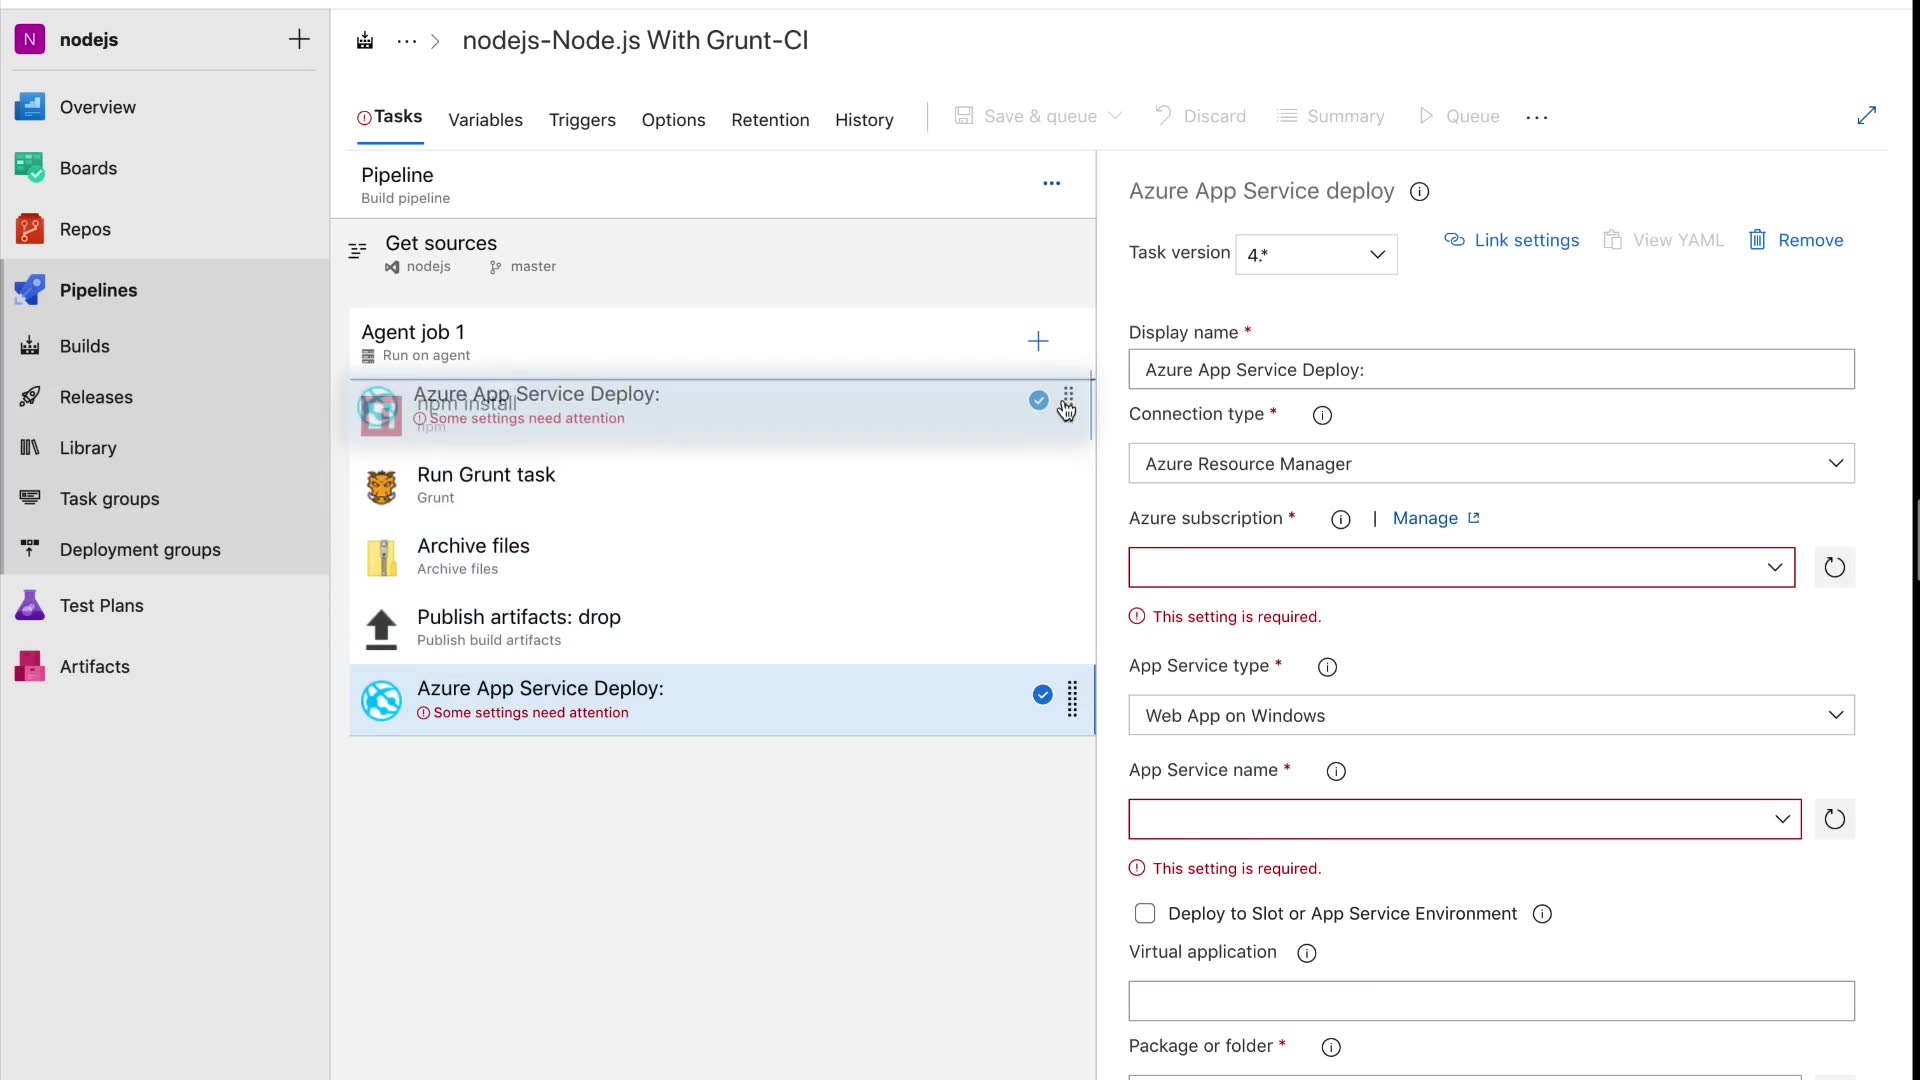 N nodejs
Overview
Boards
Repos
Pipelines
Builds
Releases
Library
Task groups
Deployment groups
Test Plans
Artifacts
nodejs-Node.js With Grunt-CI
Tasks Variables Triggers Options Retention History Save & queue Discard Summary Queue
Pipeline
Build pipeline
Get sources
nodejs master
Agent job 1
Run on agent
Azure App Service Deploy:
npm install
Some settings need attention
npm
Run Grunt task
Grunt
Archive files
Archive files
Publish artifacts: drop
Publish build artifacts
Azure App Service Deploy:
Some settings need attention
Azure App Service deploy
Task version 4.* Link settings View YAML Remove
Display name *
Azure App Service Deploy:
Connection type *
Azure Resource Manager
Azure subscription * | Manage
This setting is required.
App Service type *
Web App on Windows
App Service name *
This setting is required.
Deploy to Slot or App Service Environment
Virtual application
Package or folder *